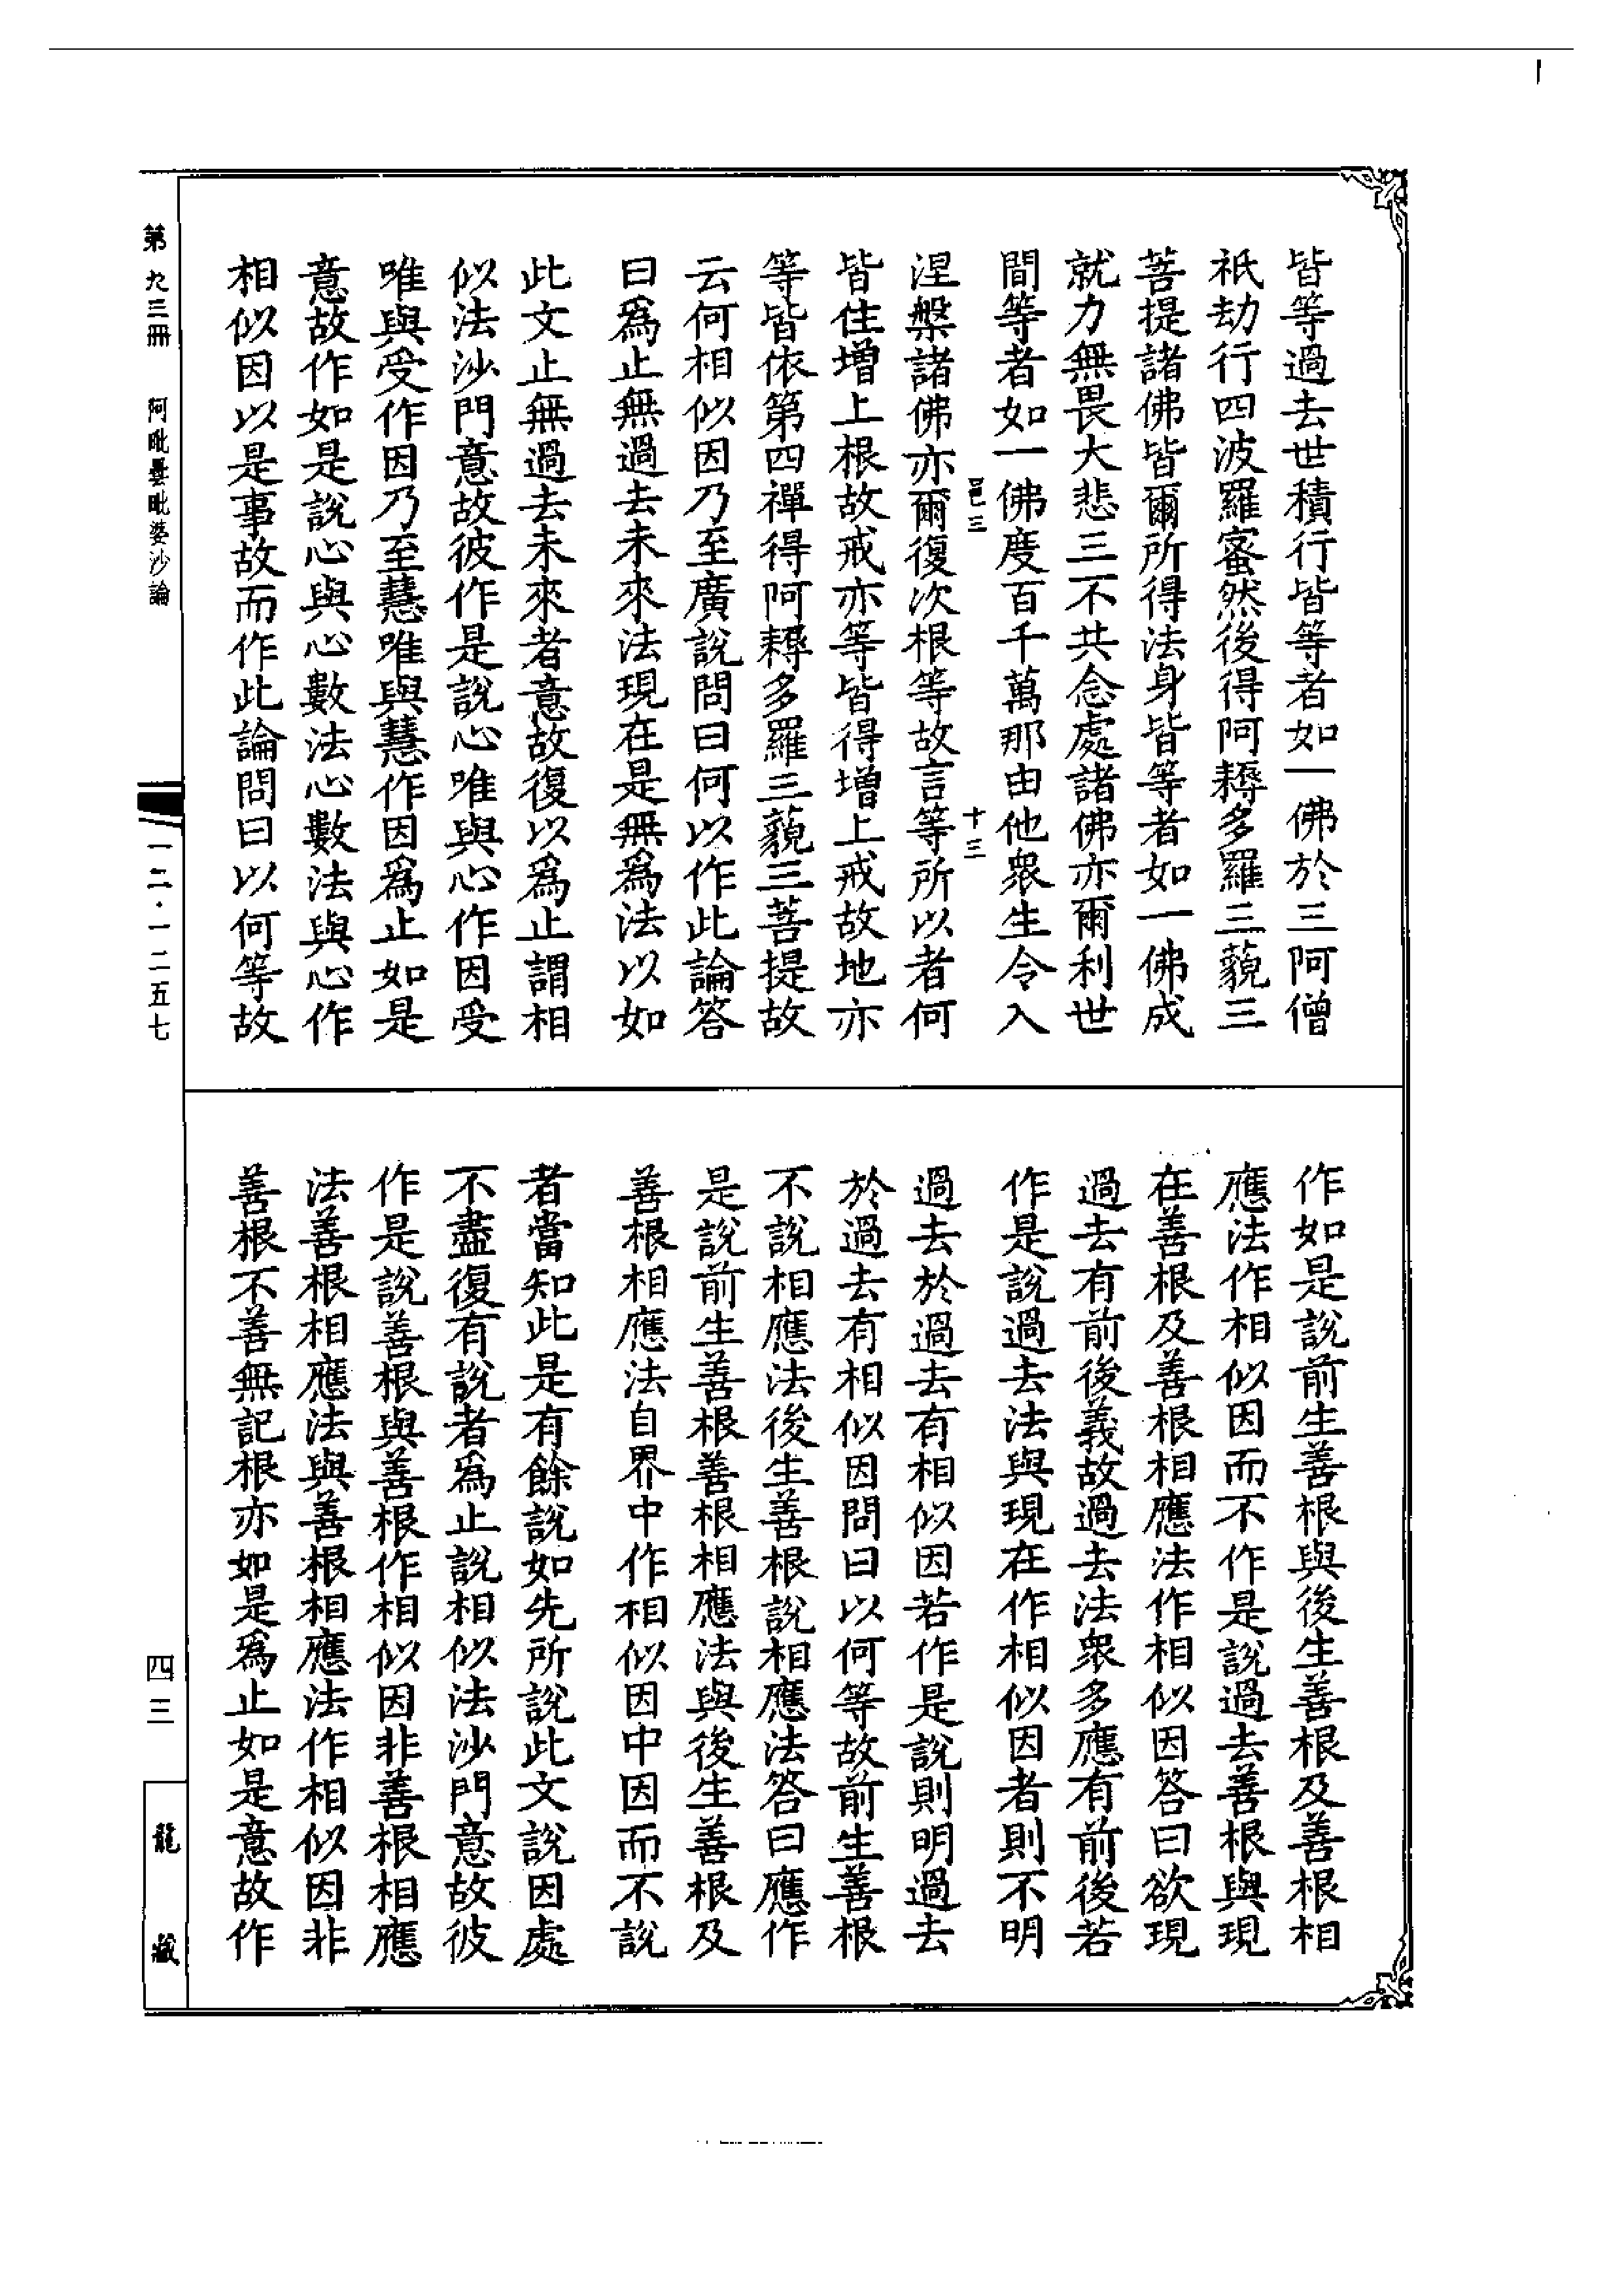 皆等過去世積行皆等者如一佛於三阿僧
祇劫行四波羅蜜然後得阿耨多羅三藐三
菩提諸佛皆爾所得法身皆等者如一佛成
就力無畏大悲三不共念處諸佛亦爾利世
間等者如一佛度百千萬那由他衆生令入
邑三 十三
涅槃諸佛亦爾復次根等故言等所以者何
皆住增上根故戒亦等皆得增上戒故地亦
等皆依第四禪得阿耨多羅三藐三菩提故
云何相似因乃至廣說問曰何以作此論答
曰爲止無過去未來法現在是無爲法以如
此文止無過去未來者意故復以爲止謂相
似法沙門意故彼作是說心唯與心作因受
唯與受作因乃至慧唯與慧作因爲止如是
意故作如是說心與心數法心數法與心作
相似因以是事故而作此論問曰以何等故
作如是說前生善根與後生善根及善根相
應法作相似因而不作是說過去善根與現
在善根及善根相應法作相似因答曰欲現
過去有前後義故過去法衆多應有前後若
作是說過去法與現在作相似因者則不明
過去於過去有相似因若作是說則明過去
於過去有相似因問曰以何等故前生善根
不說相應法後生善根說相應法答曰應作
是說前生善根善根相應法與後生善根及
善根相應法自界中作相似因中因而不說
者當知此是有餘說如先所說此文說因處
不盡復有說者爲止說相似法沙門意故彼
作是說善根與善根作相似因非善根相應
法善根相應法與善根相應法作相似因非
善根不善無記根亦如是爲止如是意故作
第九三冊 阿毗曇毗婆沙論
一二·一二五七
四三
龍藏